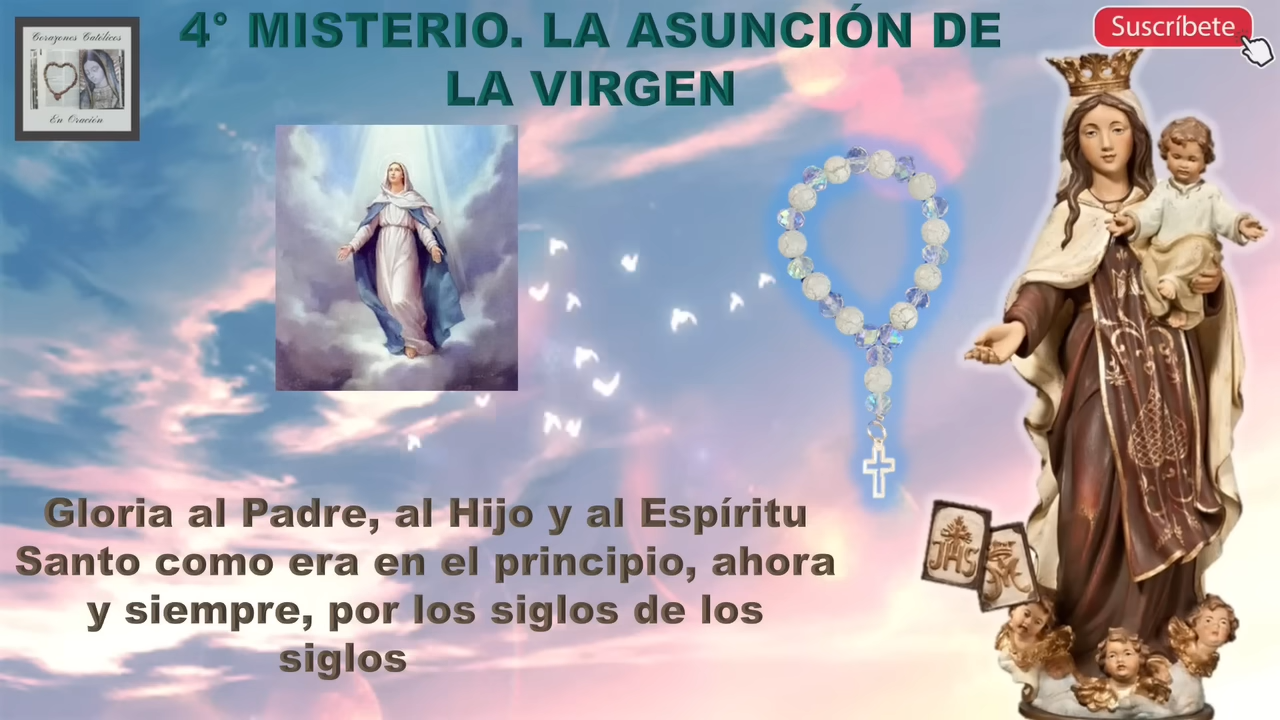 4° MISTERIO. LA ASUNCIÓN DE
LA VIRGEN
Suscríbete
Corazones Católicos
En Oración
Gloria al Padre, al Hijo y al Espíritu
Santo como era en el principio, ahora
y siempre, por los siglos de los
siglos
JHS